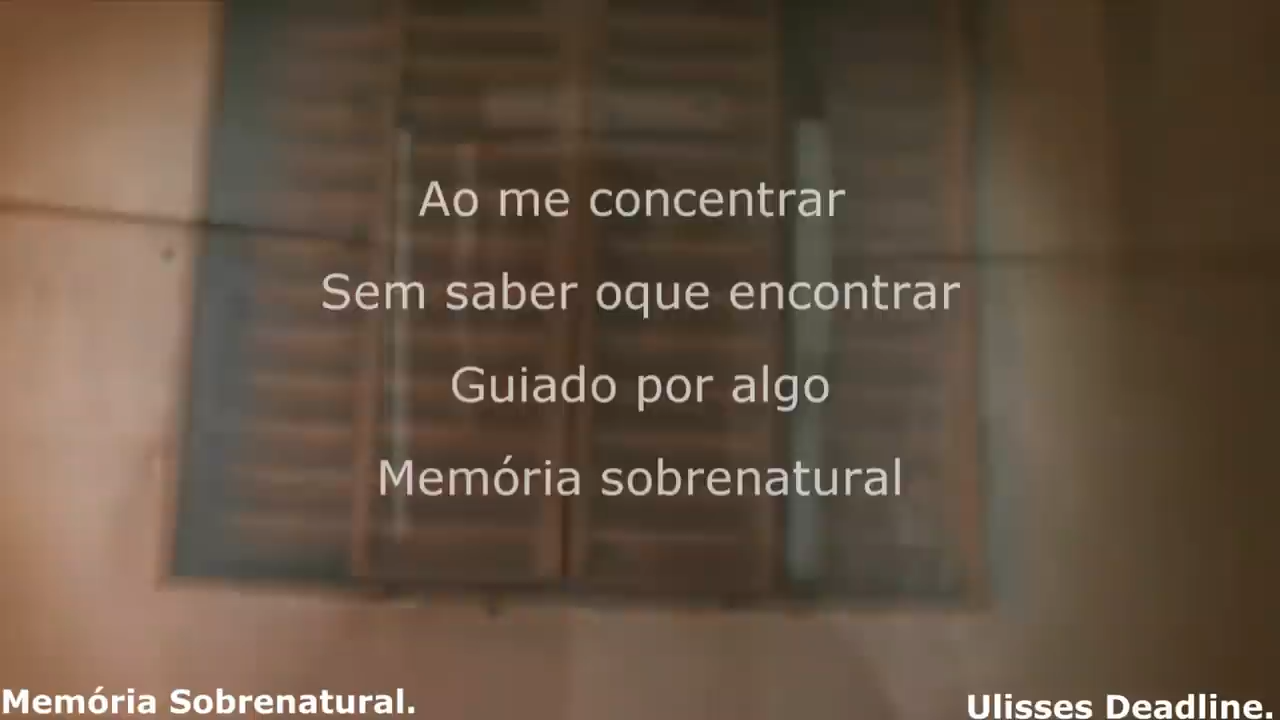 Ao me concentrar
Sem saber oque encontrar
Guiado por algo
Memória sobrenatural
Memória Sobrenatural.
Ulisses Deadline.